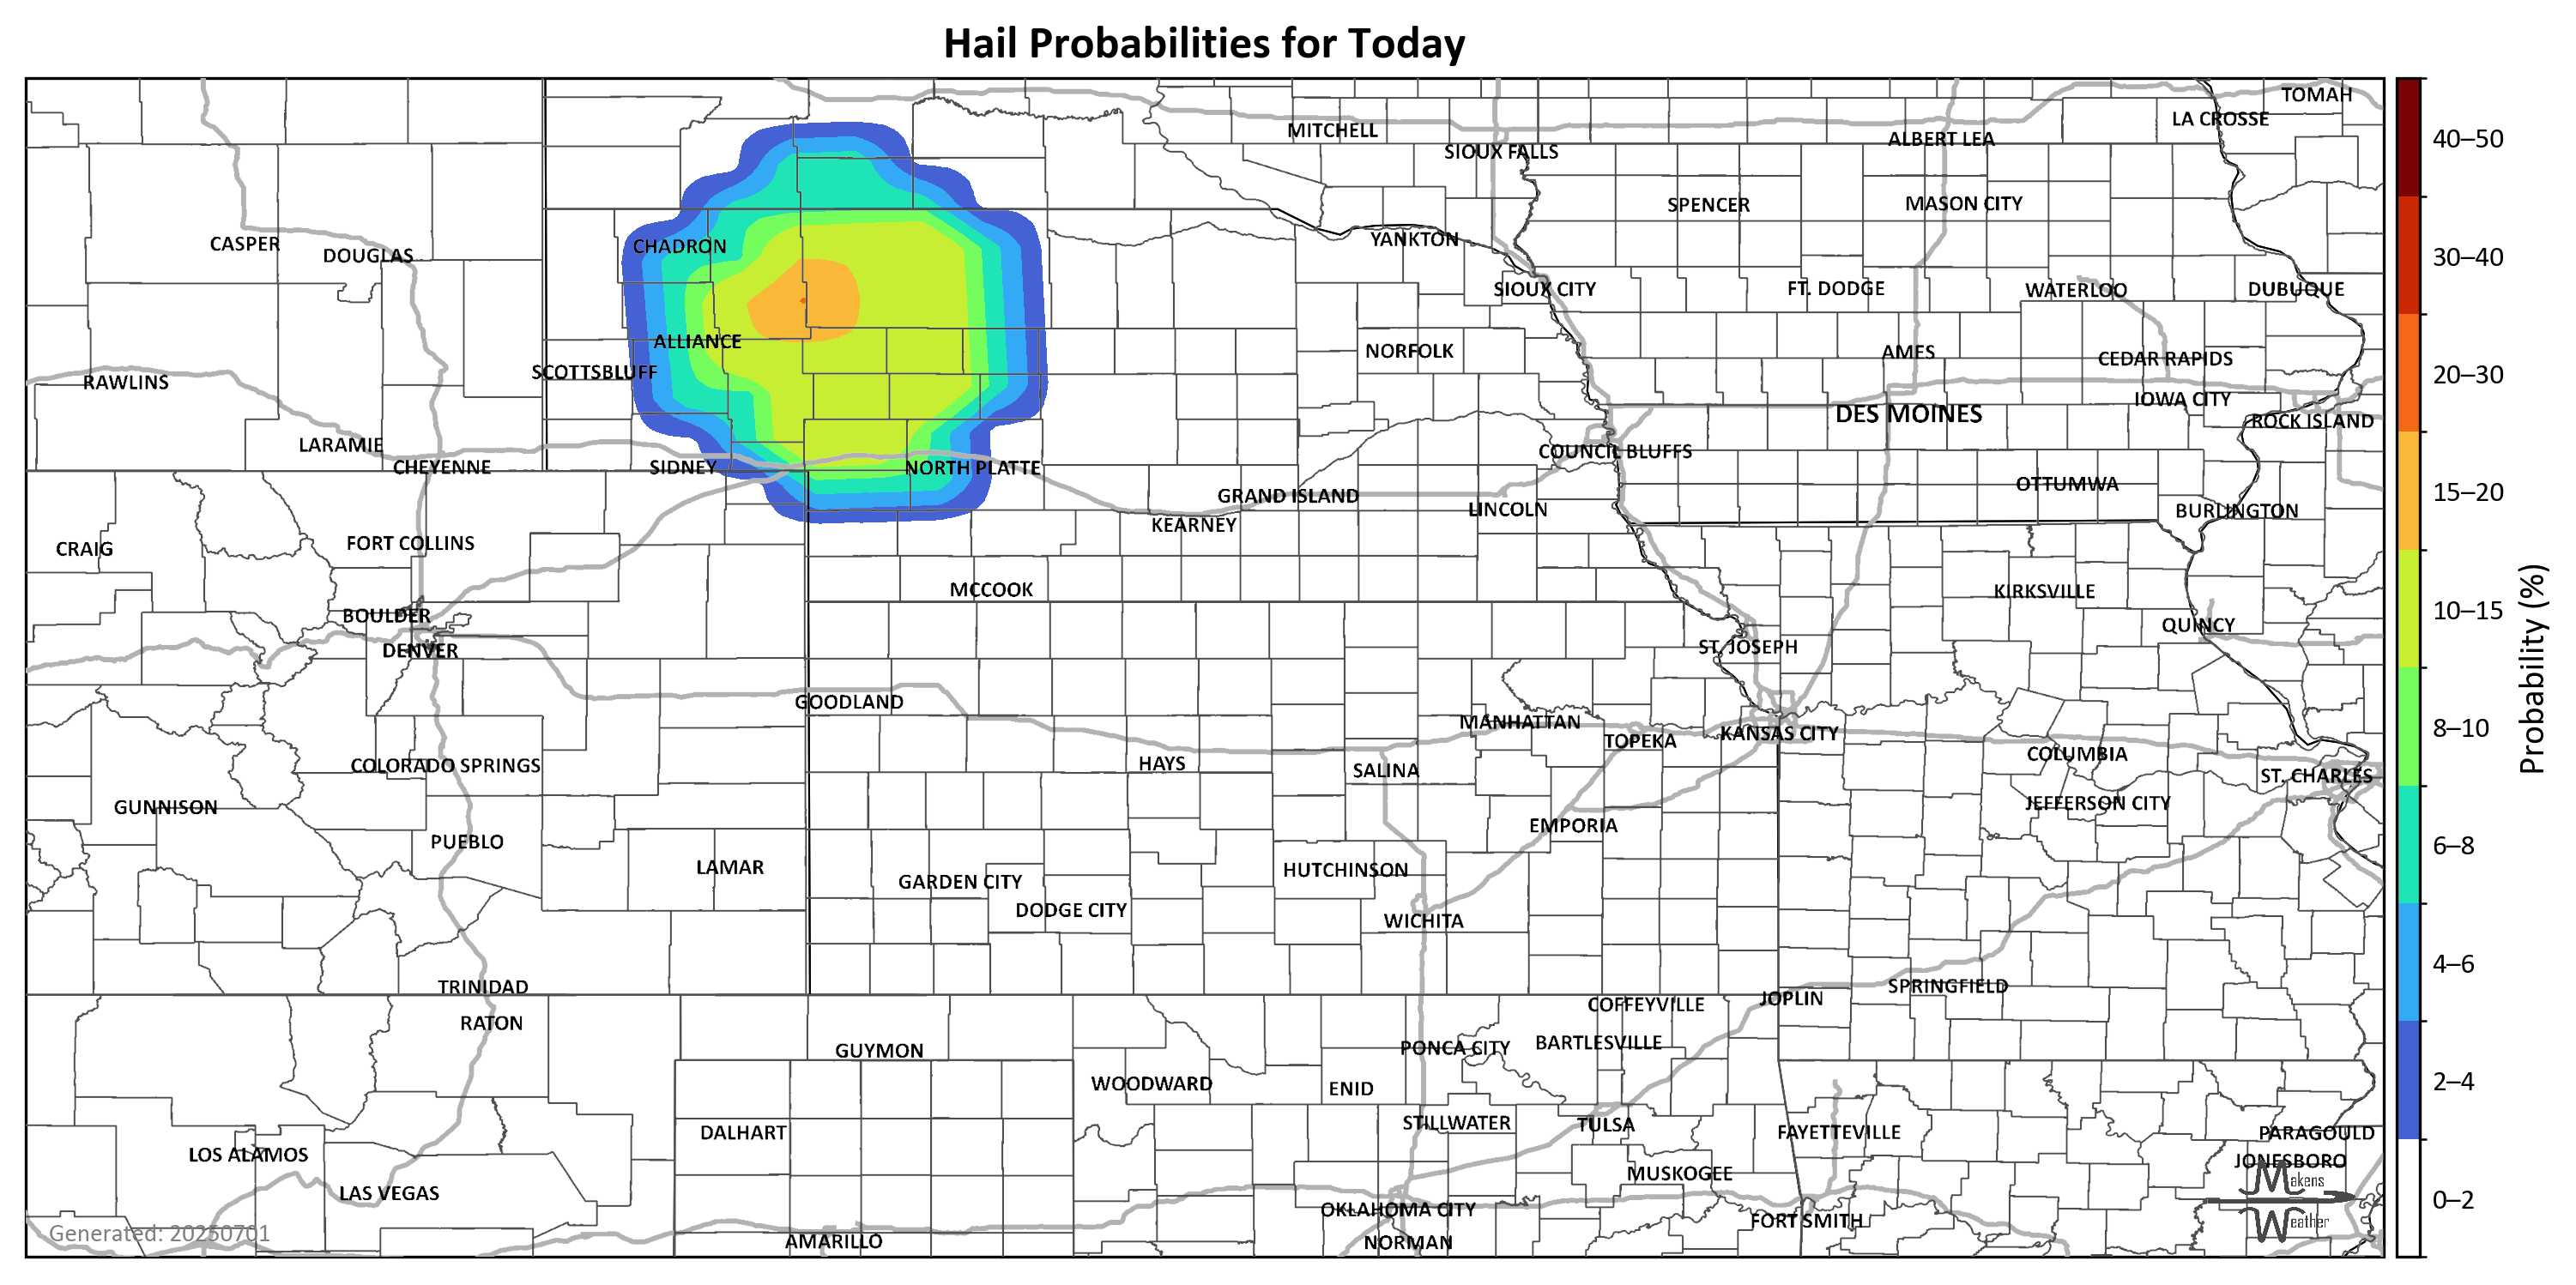 Hail Probabilities for Today
TOMAH
LA CROSSE
MITCHELL
ALBERT LEA
SIOUX FALLS
SPENCER
MASON CITY
CASPER
DOUGLAS
CHADRON
YANKTON
SIOUX CITY
FT. DODGE
WATERLOO
DUBUQUE
ALLIANCE
NORFOLK
AMES
CEDAR RAPIDS
SCOTTSBLUFF
RAWLINS
IOWA CITY
DES MOINES
ROCK ISLAND
LARAMIE
COUNCIL BLUFFS
CHEYENNE
SIDNEY
NORTH PLATTE
OTTUMWA
GRAND ISLAND
LINCOLN
BURLINGTON
KEARNEY
CRAIG
FORT COLLINS
MCCOOK
KIRKSVILLE
BOULDER
QUINCY
DENVER
ST. JOSEPH
GOODLAND
MANHATTAN
TOPEKA
KANSAS CITY
COLUMBIA
COLORADO SPRINGS
HAYS
SALINA
ST. CHARLES
GUNNISON
JEFFERSON CITY
EMPORIA
PUEBLO
LAMAR
HUTCHINSON
GARDEN CITY
DODGE CITY
WICHITA
TRINIDAD
SPRINGFIELD
JOPLIN
COFFEYVILLE
RATON
BARTLESVILLE
PONCA CITY
GUYMON
WOODWARD
ENID
STILLWATER
TULSA
DALHART
FAYETTEVILLE
PARAGOULD
LOS ALAMOS
JONESBORO
MUSKOGEE
LAS VEGAS
OKLAHOMA CITY
FORT SMITH
AMARILLO
NORMAN
Generated: 20250701
Makens
Weather
40–50
30–40
20–30
15–20
10–15
8–10
6–8
4–6
2–4
0–2
Probability (%)